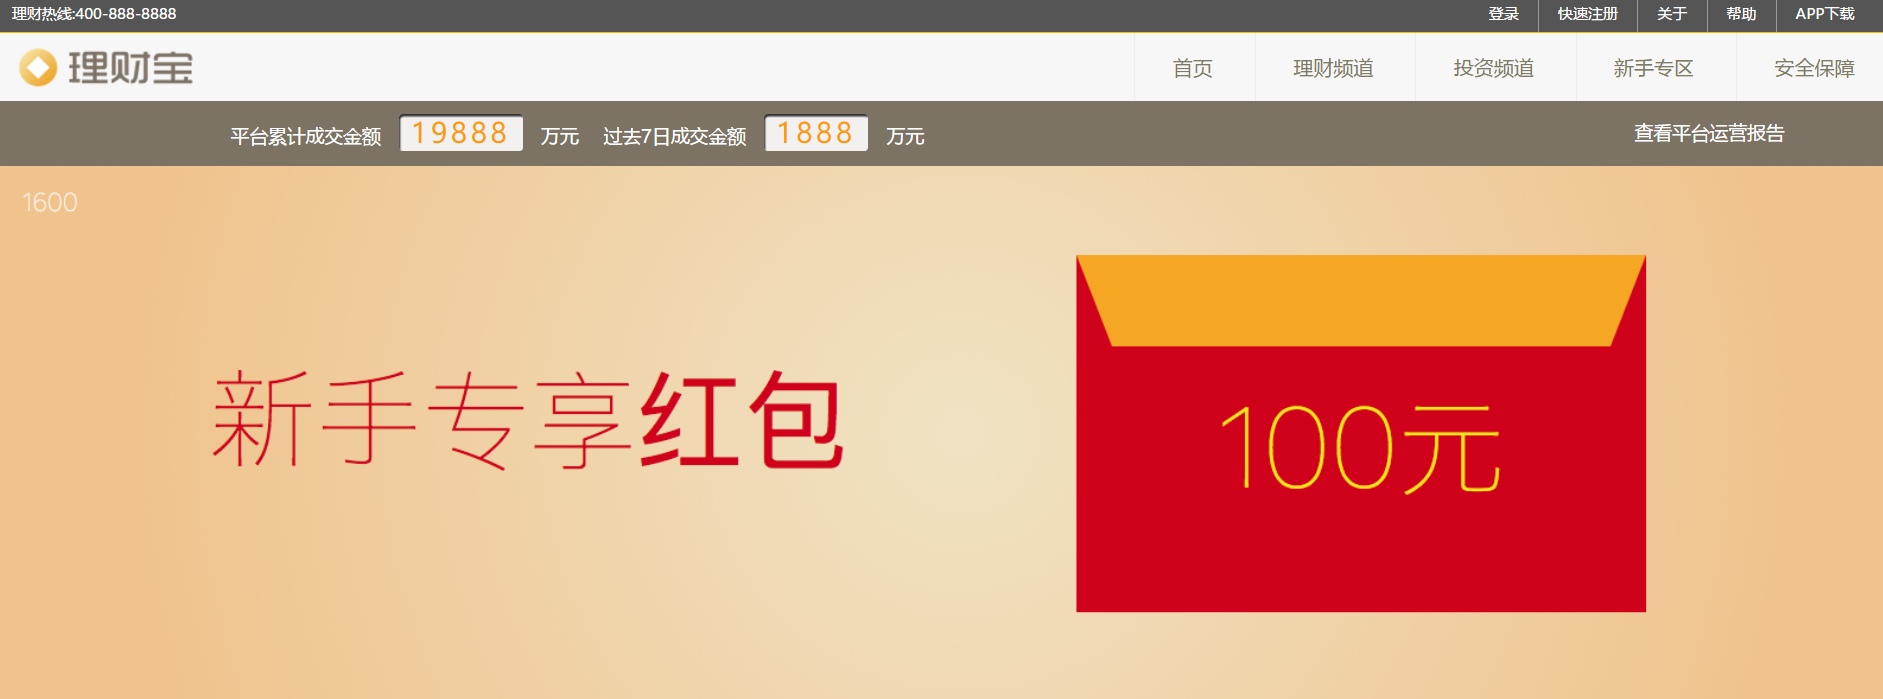 理财热线:400-888-8888 登录 快速注册 关于 帮助 APP下载
理财宝 首页 理财频道 投资频道 新手专区 安全保障
平台累计成交金额 19888 万元 过去7日成交金额 1888 万元 查看平台运营报告
1600
新手专享红包
100元